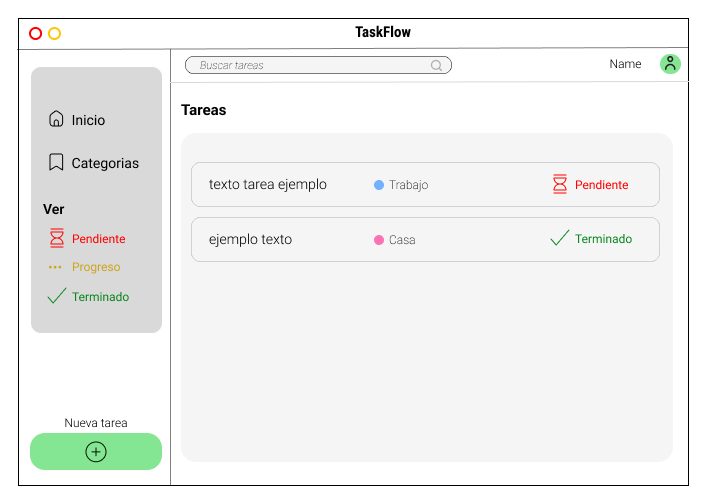 TaskFlow
Buscar tareas
Name
Inicio
Categorias
Ver
Pendiente
Progreso
Terminado
Nueva tarea
Tareas
texto tarea ejemplo Trabajo Pendiente
ejemplo texto Casa Terminado